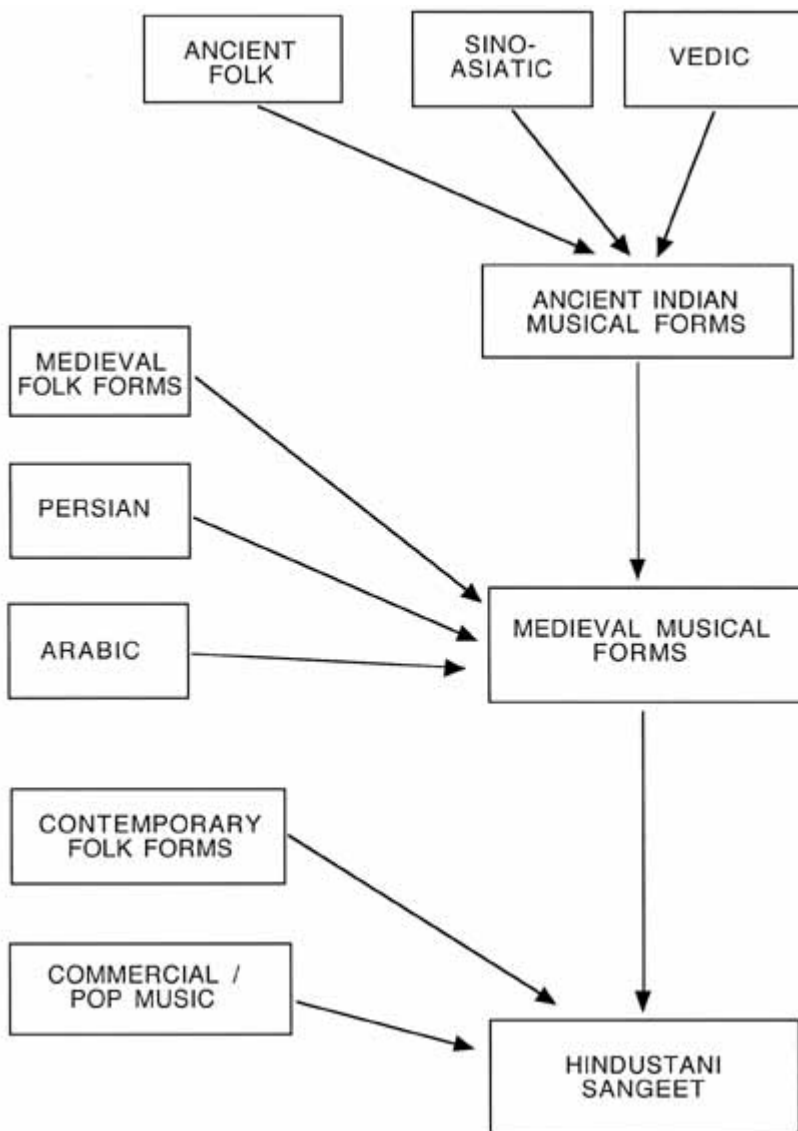 ANCIENT
FOLK
SINO-
ASIATIC
VEDIC
ANCIENT INDIAN
MUSICAL FORMS
MEDIEVAL
FOLK FORMS
PERSIAN
ARABIC
MEDIEVAL MUSICAL
FORMS
CONTEMPORARY
FOLK FORMS
COMMERCIAL /
POP MUSIC
HINDUSTANI
SANGEET